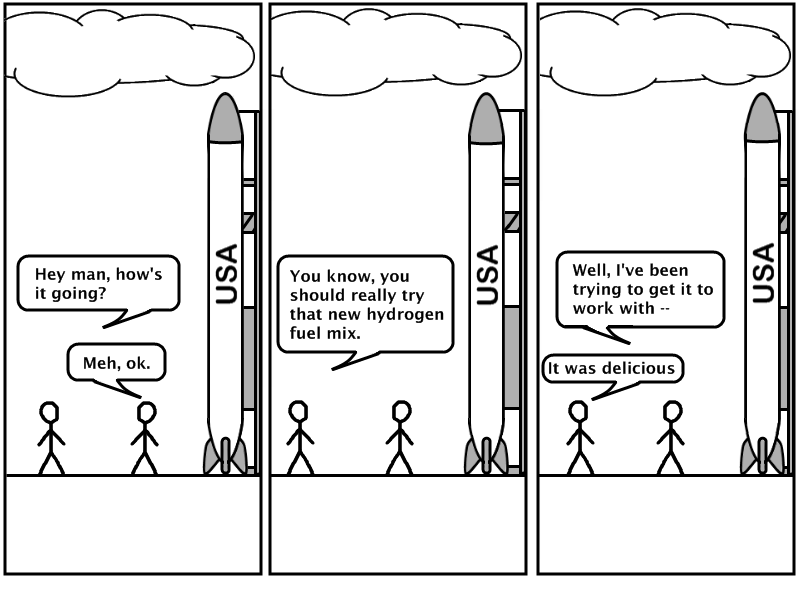 Hey man, how's
it going?
Meh, ok.
USA
You know, you
should really try
that new hydrogen
fuel mix.
USA
Well, I've been
trying to get it to
work with --
It was delicious
USA